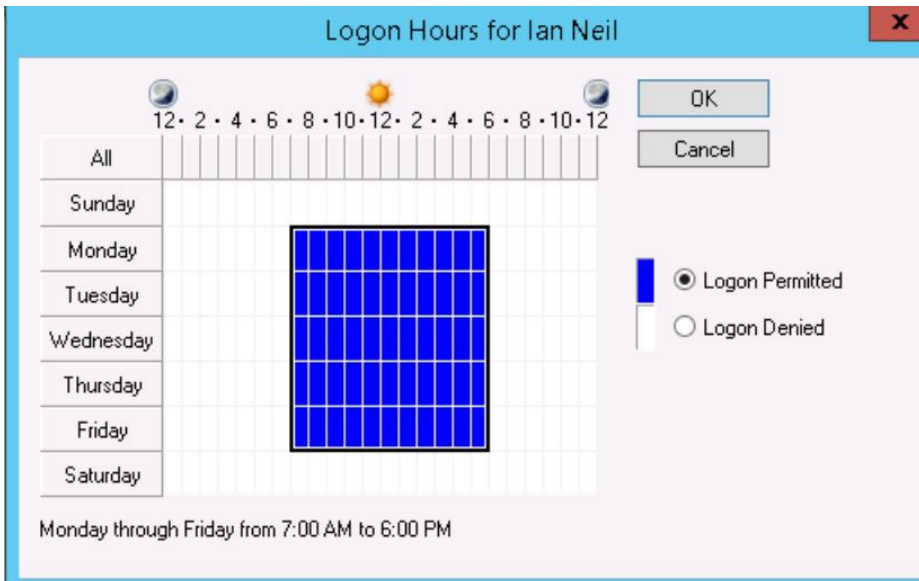 Logon Hours for Ian Neil
x
12 · 2 · 4 · 6 · 8 · 10 · 12 · 2 · 4 · 6 · 8 · 10 · 12
OK
Cancel
All
Sunday
Monday
Tuesday
Wednesday
Thursday
Friday
Saturday
Logon Permitted
Logon Denied
Monday through Friday from 7:00 AM to 6:00 PM